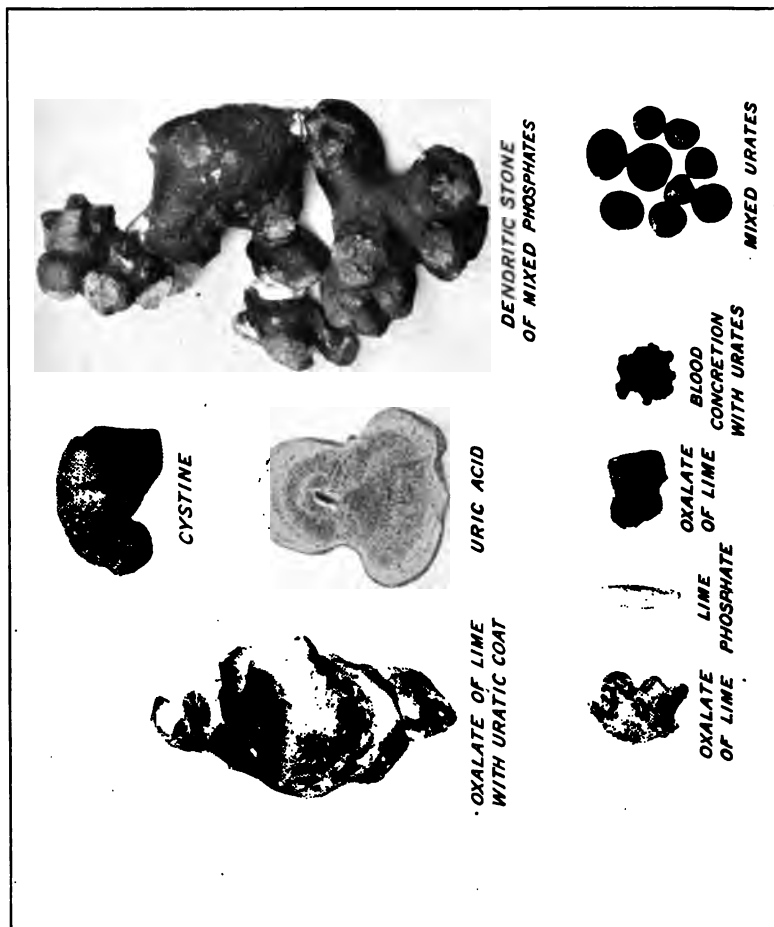 CYSTINE
OXALATE OF LIME
WITH URATIC COAT
URIC ACID
DENDRITIC STONE
OF MIXED PHOSPHATES
OXALATE
OF LIME
LIME
PHOSPHATE
OXALATE
OF LIME
BLOOD
CONCRETION
WITH URATES
MIXED URATES